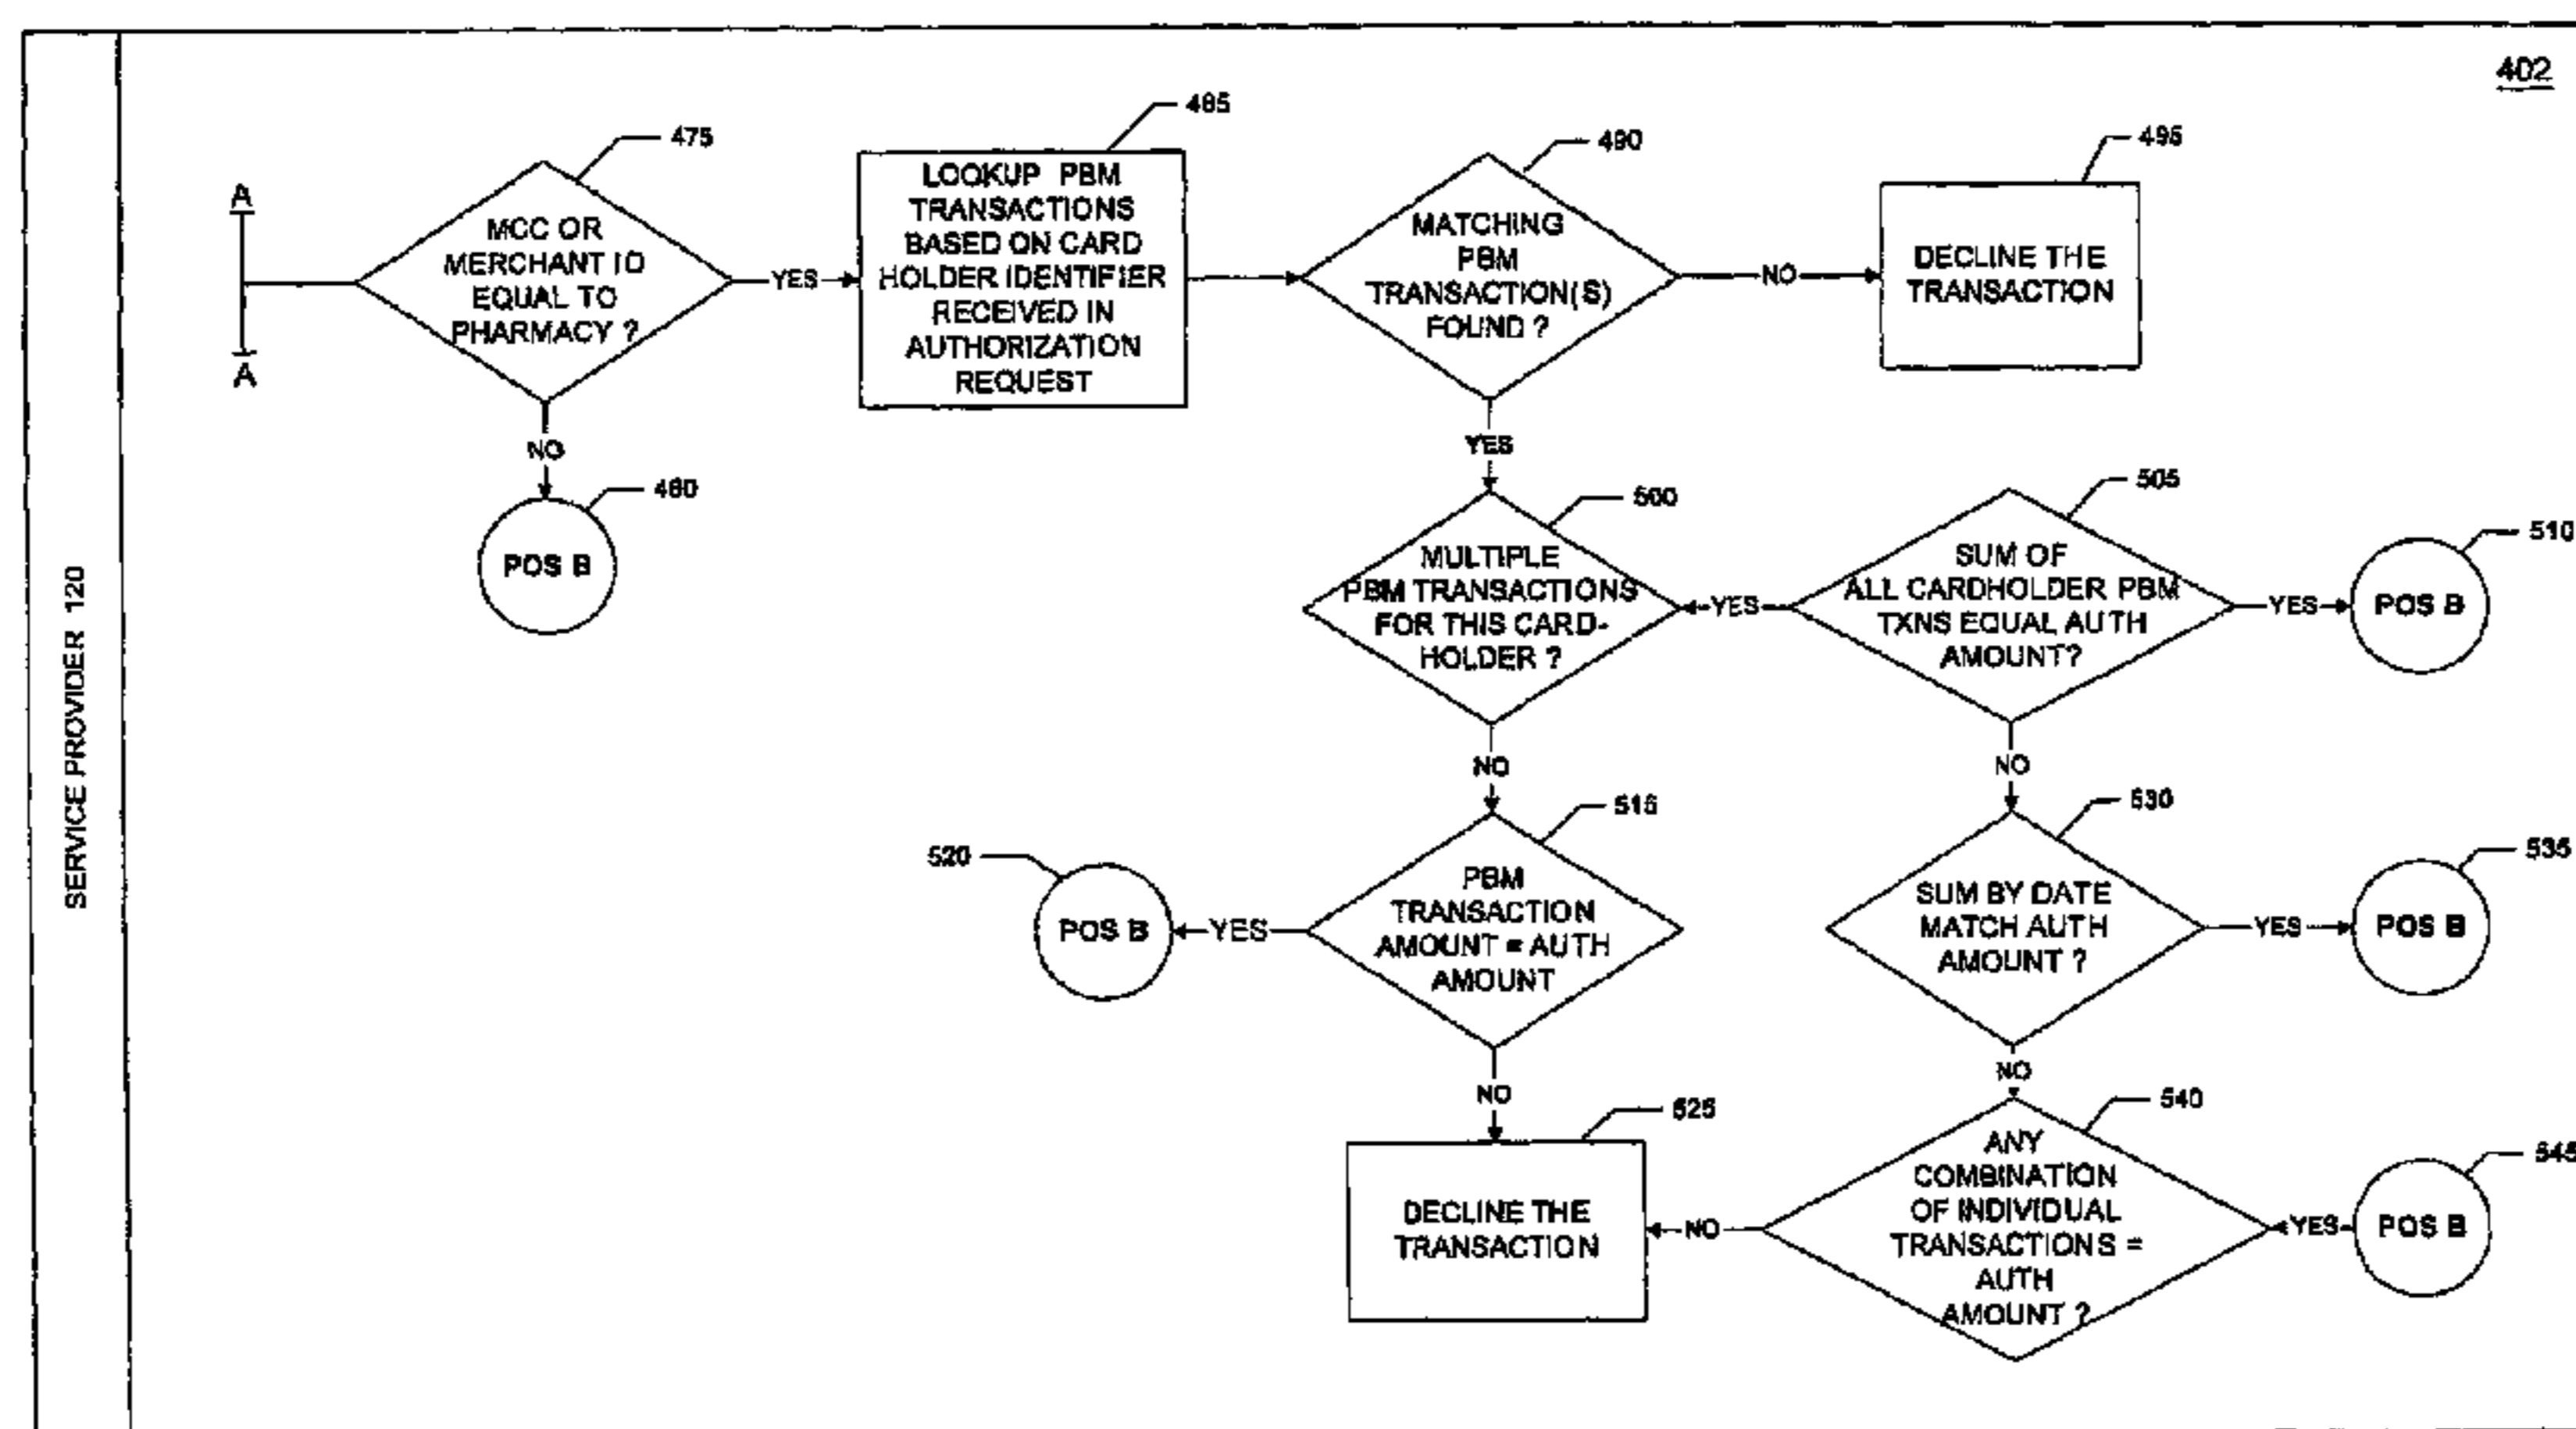 402
SERVICE PROVIDER 120
A
A
475
MCC OR
MERCHANT ID
EQUAL TO
PHARMACY ?
YES
NO
480
POS B
485
LOOKUP PBM
TRANSACTIONS
BASED ON CARD
HOLDER IDENTIFIER
RECEIVED IN
AUTHORIZATION
REQUEST
490
MATCHING
PBM
TRANSACTION(S)
FOUND ?
NO
495
DECLINE THE
TRANSACTION
YES
500
MULTIPLE
PBM TRANSACTIONS
FOR THIS CARD-
HOLDER ?
YES
505
SUM OF
ALL CARDHOLDER PBM
TXNS EQUAL AUTH
AMOUNT?
YES
510
POS B
NO
NO
515
PBM
TRANSACTION
AMOUNT = AUTH
AMOUNT
YES
520
POS B
530
SUM BY DATE
MATCH AUTH
AMOUNT ?
YES
535
POS B
NO
NO
525
DECLINE THE
TRANSACTION
NO
540
ANY
COMBINATION
OF INDIVIDUAL
TRANSACTIONS =
AUTH
AMOUNT ?
YES
545
POS B